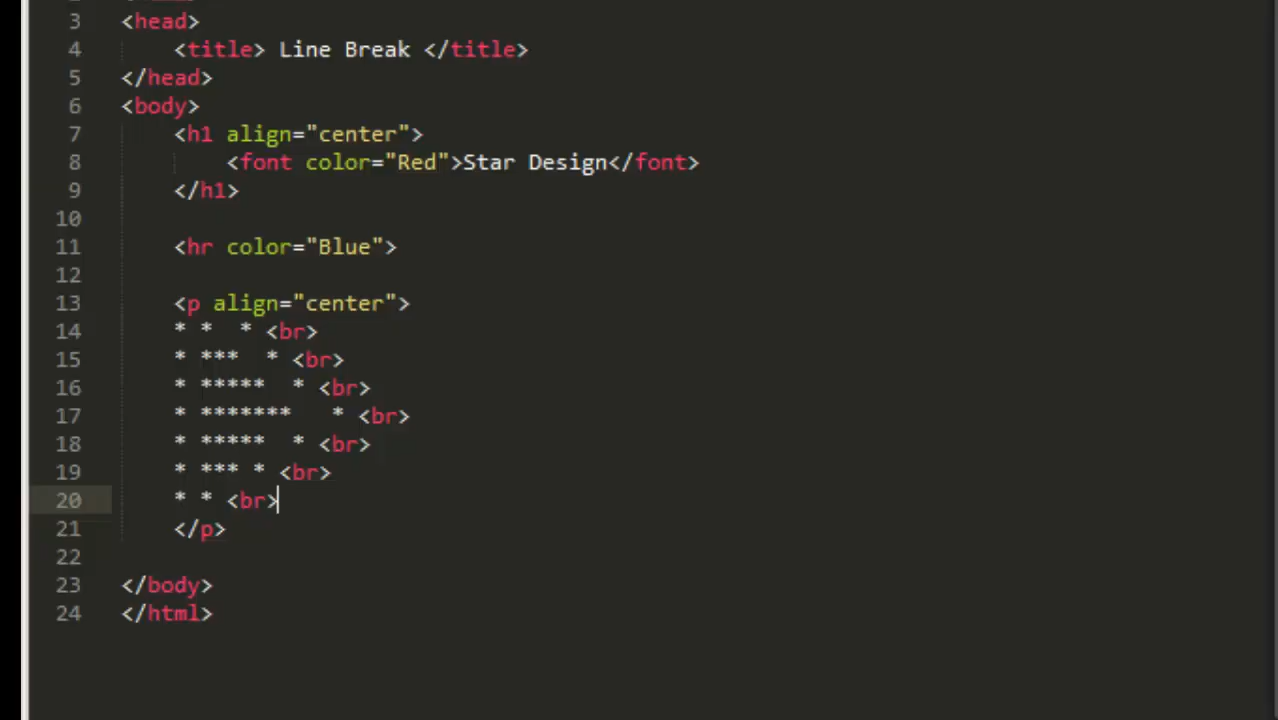 3 <head>
4     <title> Line Break </title>
5 </head>
6 <body>
7     <h1 align="center">
8         <font color="Red">Star Design</font>
9     </h1>
10
11     <hr color="Blue">
12
13     <p align="center">
14     * *  * <br>
15     * ***  * <br>
16     * *****  * <br>
17     * *******   * <br>
18     * *****  * <br>
19     * *** * <br>
20     * * <br>
21     </p>
22
23 </body>
24 </html>